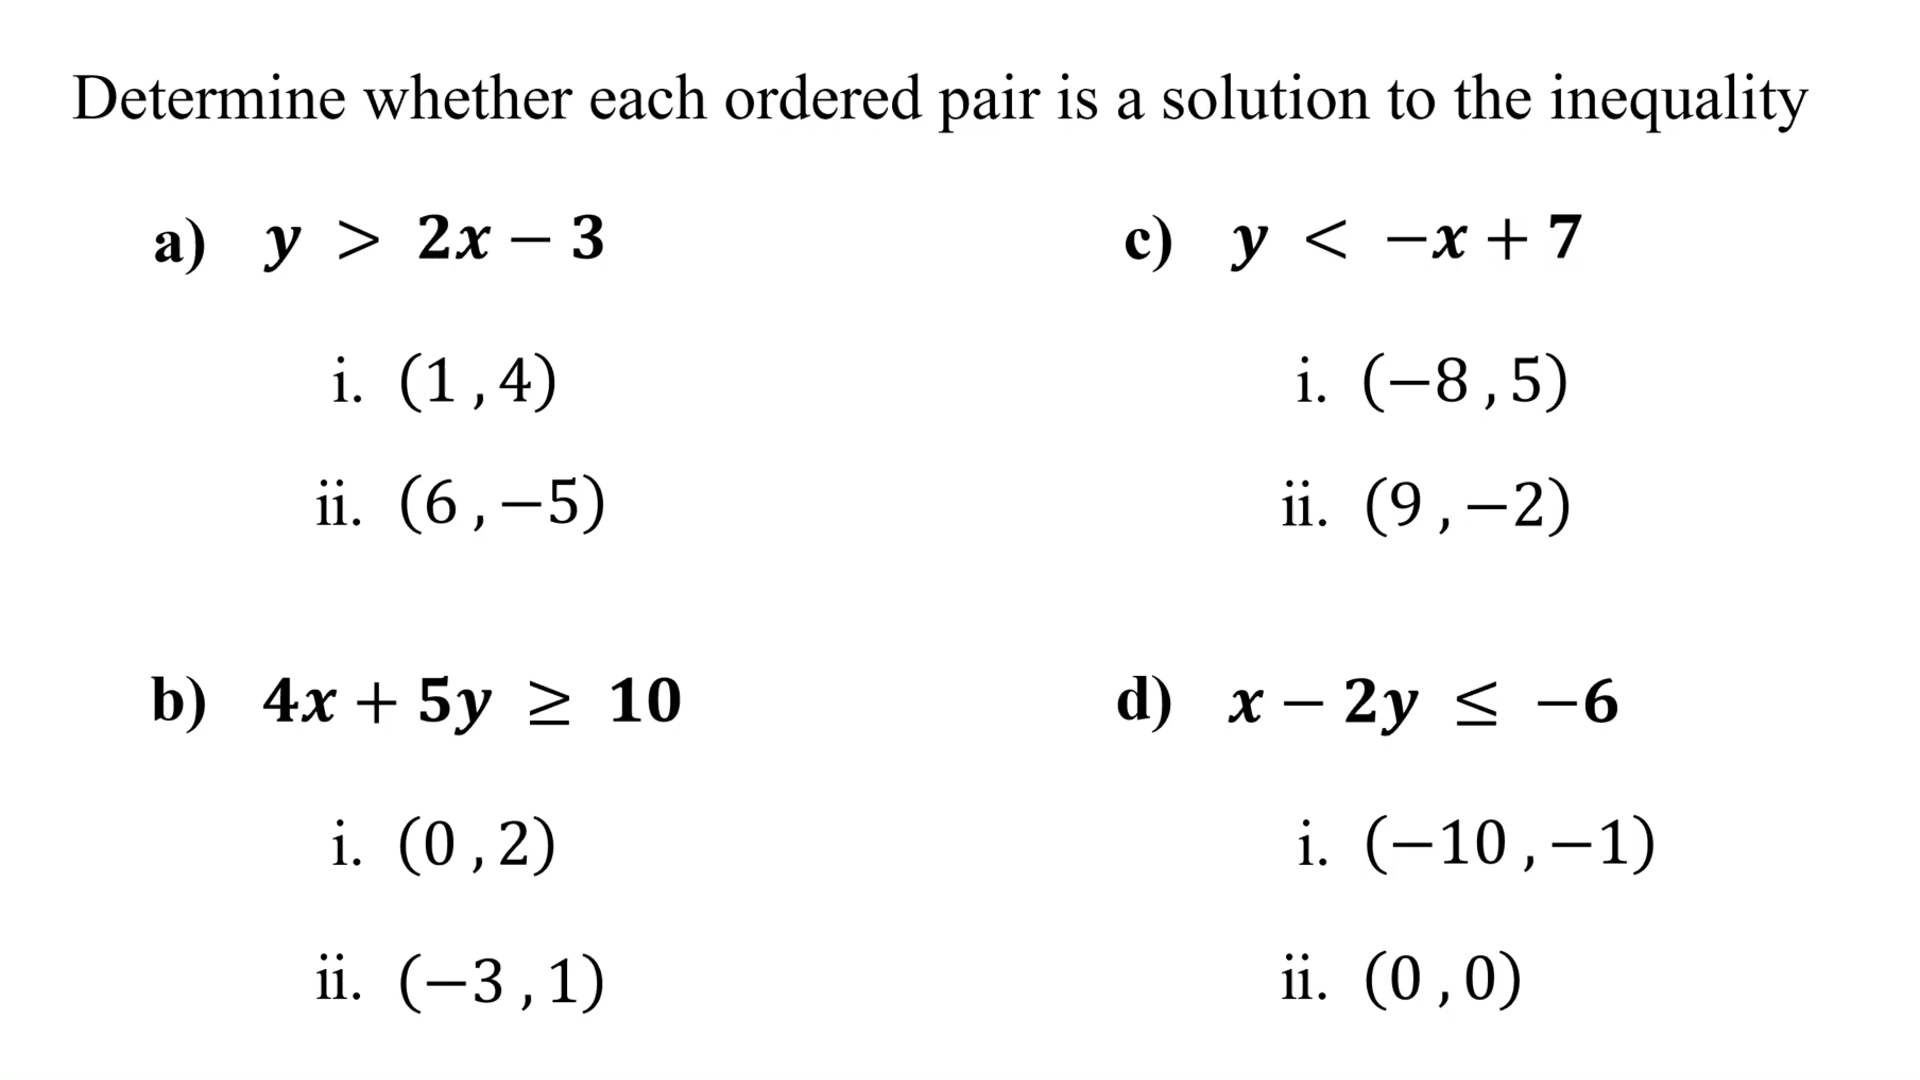 Determine whether each ordered pair is a solution to the inequality
a) y > 2x − 3
i. (1 , 4)
ii. (6 , −5)
b) 4x + 5y ≥ 10
i. (0 , 2)
ii. (−3 , 1)
c) y < −x + 7
i. (−8 , 5)
ii. (9 , −2)
d) x − 2y ≤ −6
i. (−10 , −1)
ii. (0 , 0)